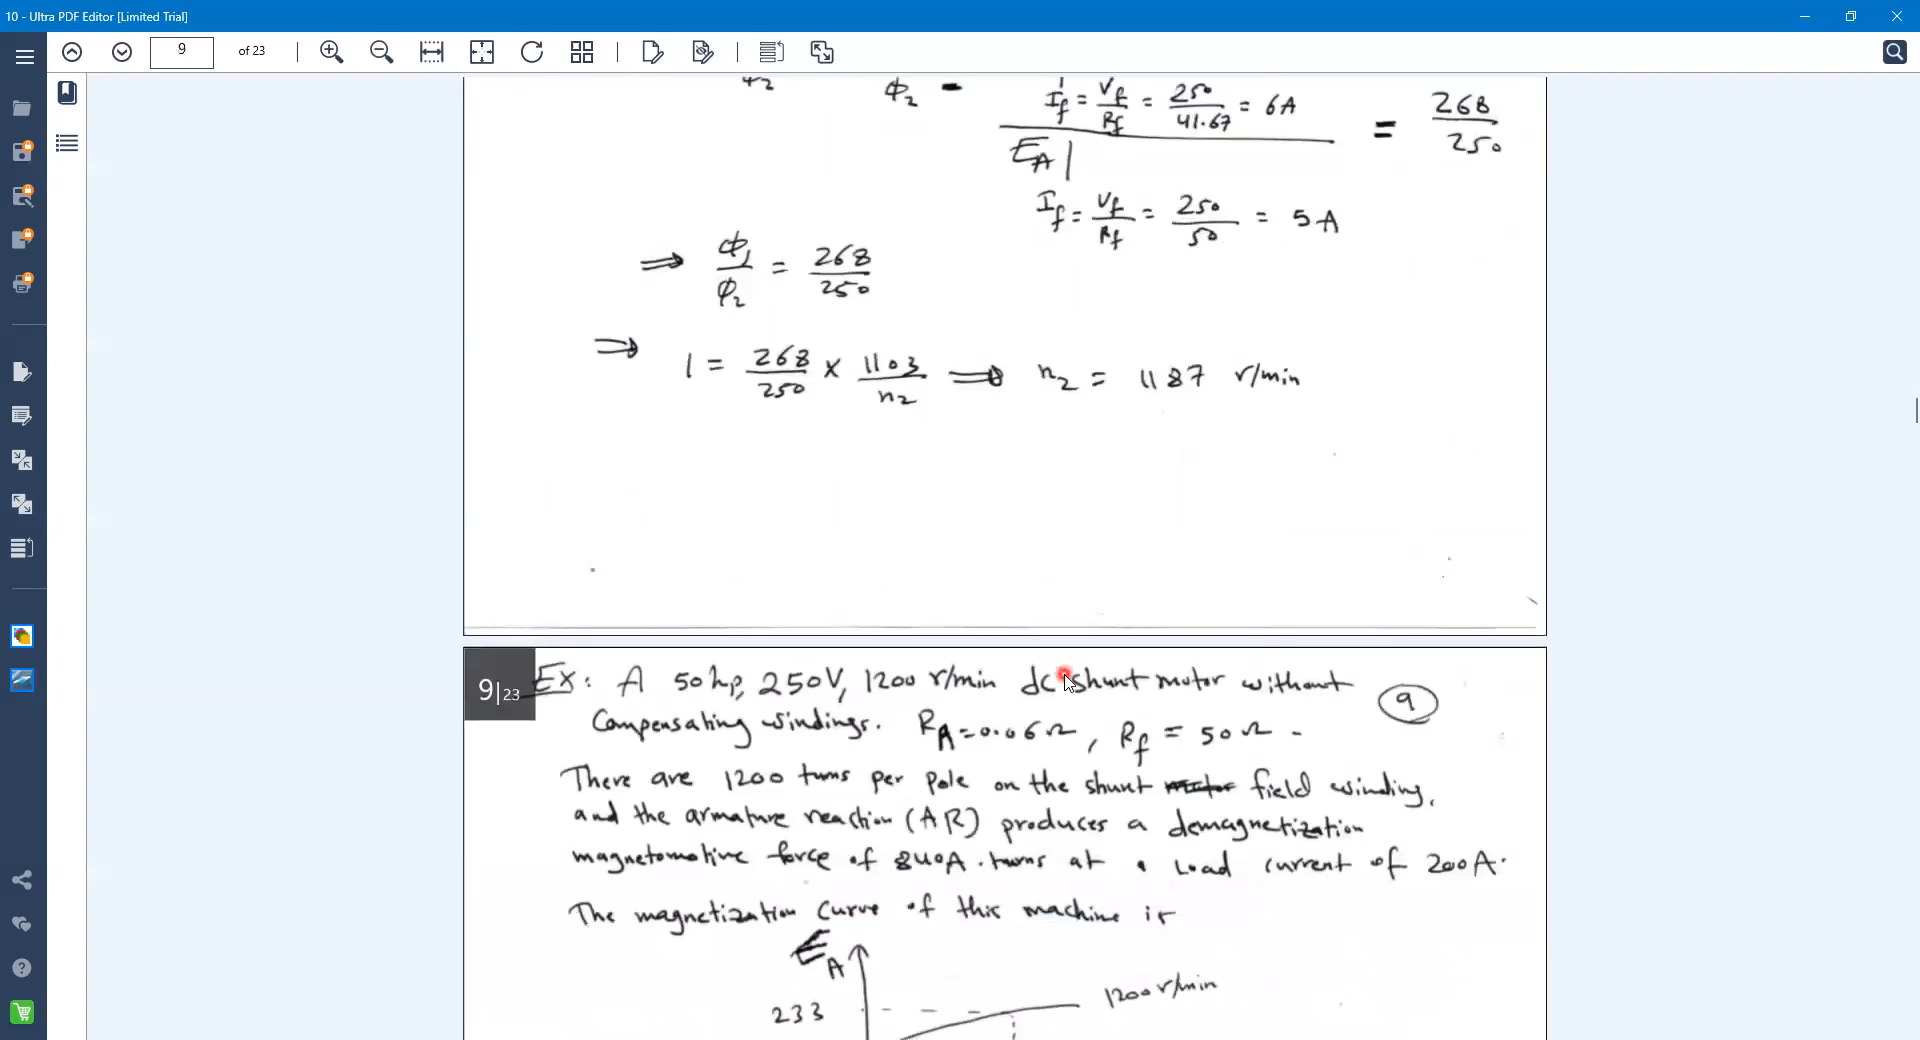 10 - Ultra PDF Editor [Limited Trial]
9 of 23
Φ₂ Φ₂ =
I'f = Vf/Rf = 250/41.67 = 6A
EA|
= 268/250
If = Vf/Rf = 250/50 = 5A
⟹ Φ₁/Φ₂ = 268/250
⟹ 1 = 268/250 × 1103/n₂ ⟹ n₂ = 1187 r/min
9|23
Ex: A 50hp, 250V, 1200 r/min dc shunt motor without
9
Compensating windings. RA=0.06Ω, Rf = 50Ω.
There are 1200 turns per pole on the shunt field winding,
and the armature reaction (AR) produces a demagnetization
magnetomotive force of 840A.turns at a load current of 200A.
The magnetization curve of this machine is
EA
1200 r/min
233